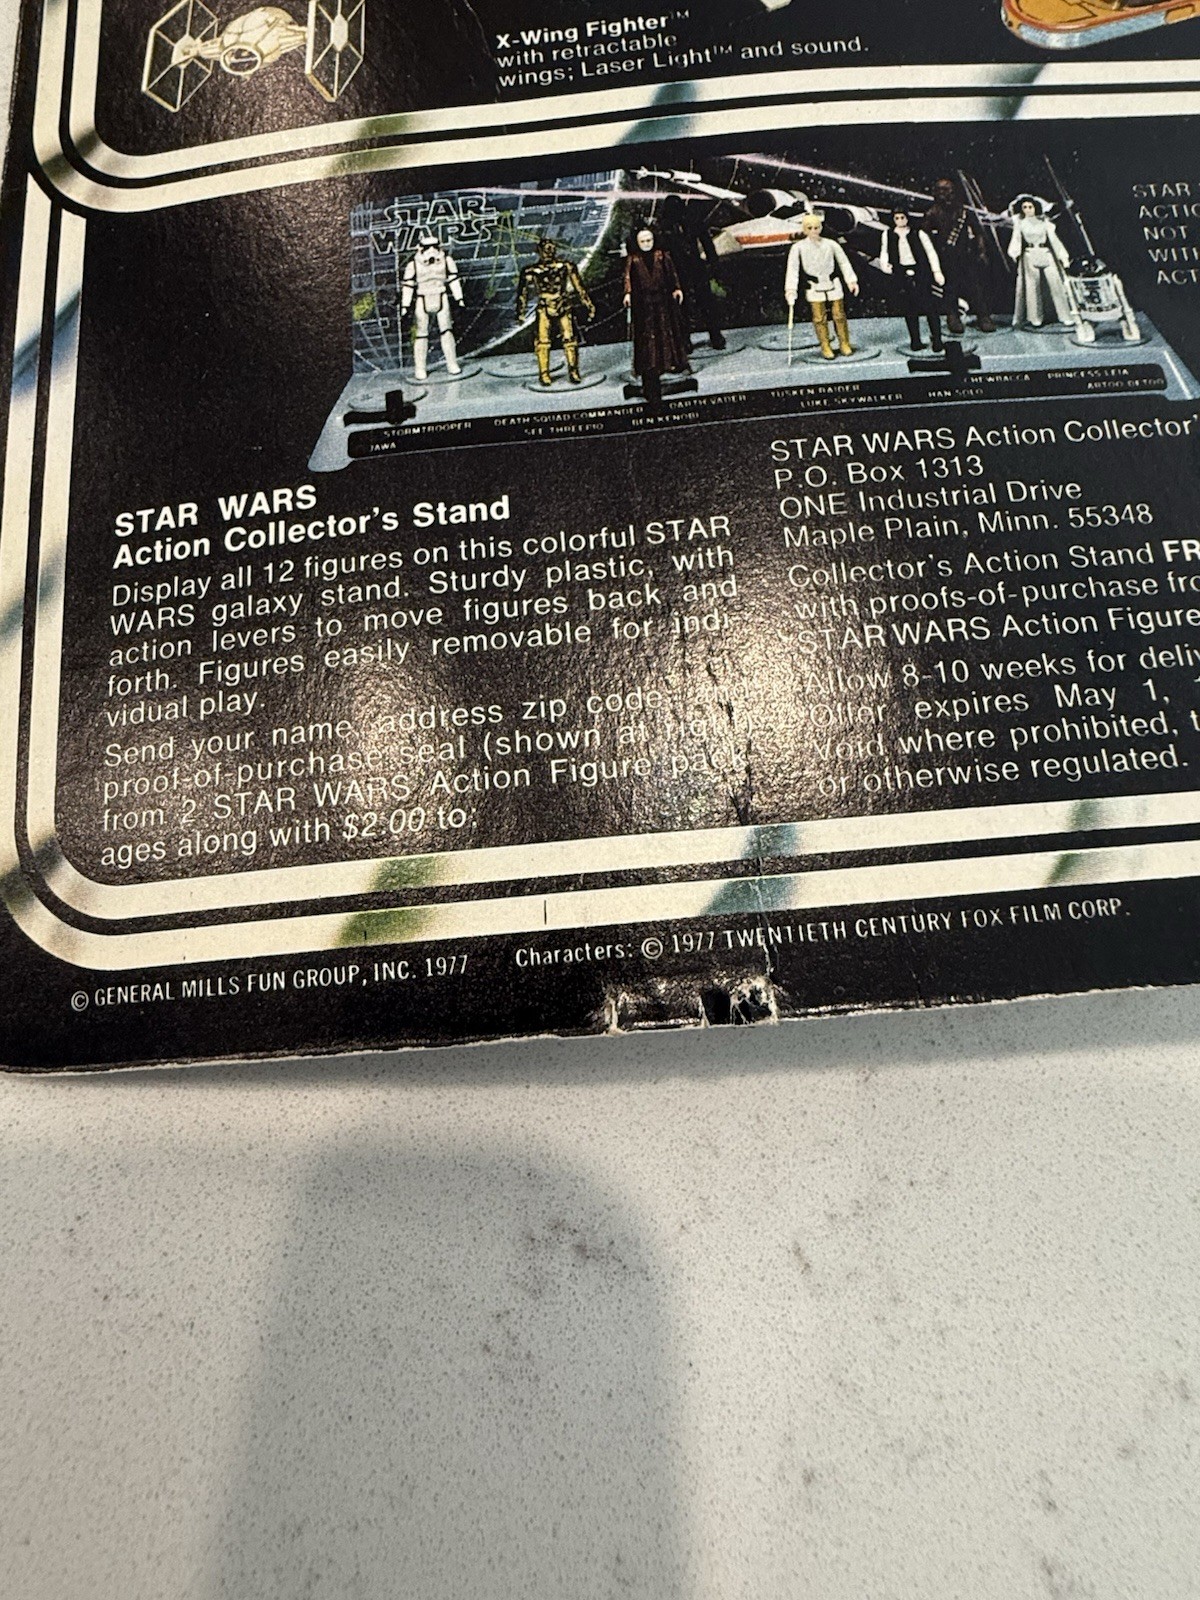 X-Wing Fighter™
with retractable
wings; Laser Light™ and sound.
STAR WARS
STAR
ACTIO
NOT
WITH
ACT
STORMTROOPER DEATH SQUAD COMMANDER DARTH VADER TUSKEN RAIDER CHEWBACCA PRINCESS LEIA
JAWA SEE THREEPIO BEN KENOBI LUKE SKYWALKER HAN SOLO ARTOO DETOO
STAR WARS
Action Collector's Stand
Display all 12 figures on this colorful STAR
WARS galaxy stand. Sturdy plastic, with
action levers to move figures back and
forth. Figures easily removable for indi-
vidual play.
Send your name, address zip code, and
proof-of-purchase seal (shown at right)
from 2 STAR WARS Action Figure pack-
ages along with $2.00 to:
STAR WARS Action Collector'
P.O. Box 1313
ONE Industrial Drive
Maple Plain, Minn. 55348
Collector's Action Stand FR
with proofs-of-purchase fro
STAR WARS Action Figure
Allow 8-10 weeks for deliv
Offer expires May 1,
Void where prohibited, t
or otherwise regulated.
© GENERAL MILLS FUN GROUP, INC. 1977 Characters: © 1977 TWENTIETH CENTURY FOX FILM CORP.